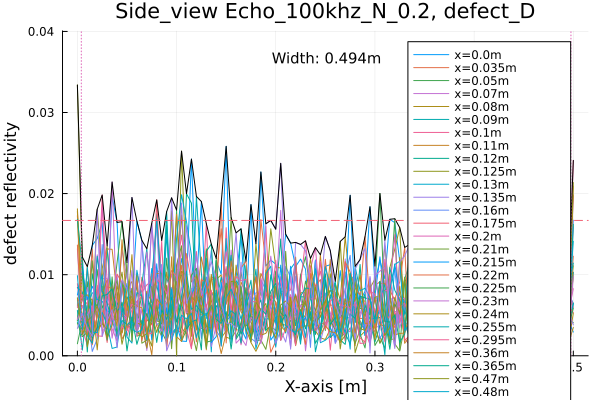 Side_view Echo_100khz_N_0.2, defect_D
0.04
0.03
0.02
0.01
0.00
defect reflectivity
Width: 0.494m
x=0.0m
x=0.035m
x=0.05m
x=0.07m
x=0.08m
x=0.09m
x=0.1m
x=0.11m
x=0.12m
x=0.125m
x=0.13m
x=0.135m
x=0.16m
x=0.175m
x=0.2m
x=0.21m
x=0.215m
x=0.22m
x=0.225m
x=0.23m
x=0.24m
x=0.255m
x=0.295m
x=0.36m
x=0.365m
x=0.47m
x=0.48m
0.0 0.1 0.2 0.3 .5
X-axis [m]